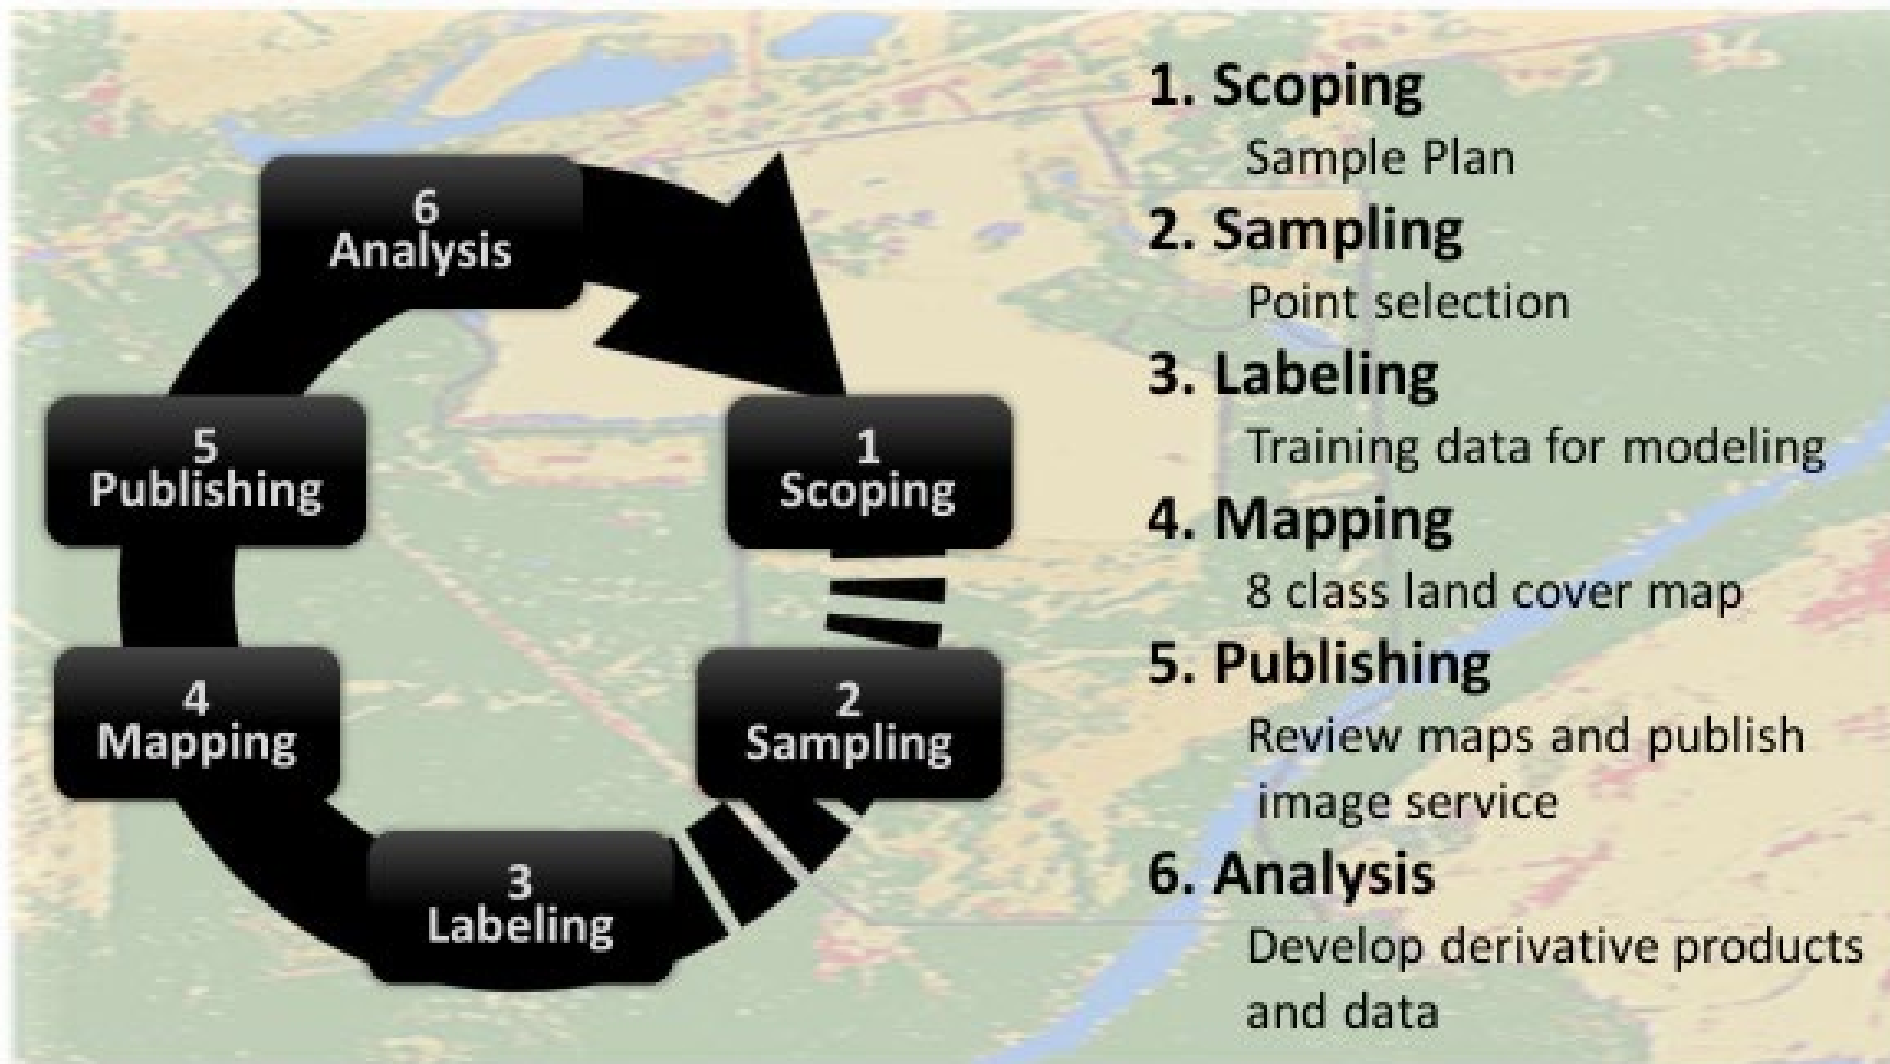 6
Analysis
5
Publishing
1
Scoping
4
Mapping
2
Sampling
3
Labeling
1. Scoping
Sample Plan
2. Sampling
Point selection
3. Labeling
Training data for modeling
4. Mapping
8 class land cover map
5. Publishing
Review maps and publish
image service
6. Analysis
Develop derivative products
and data